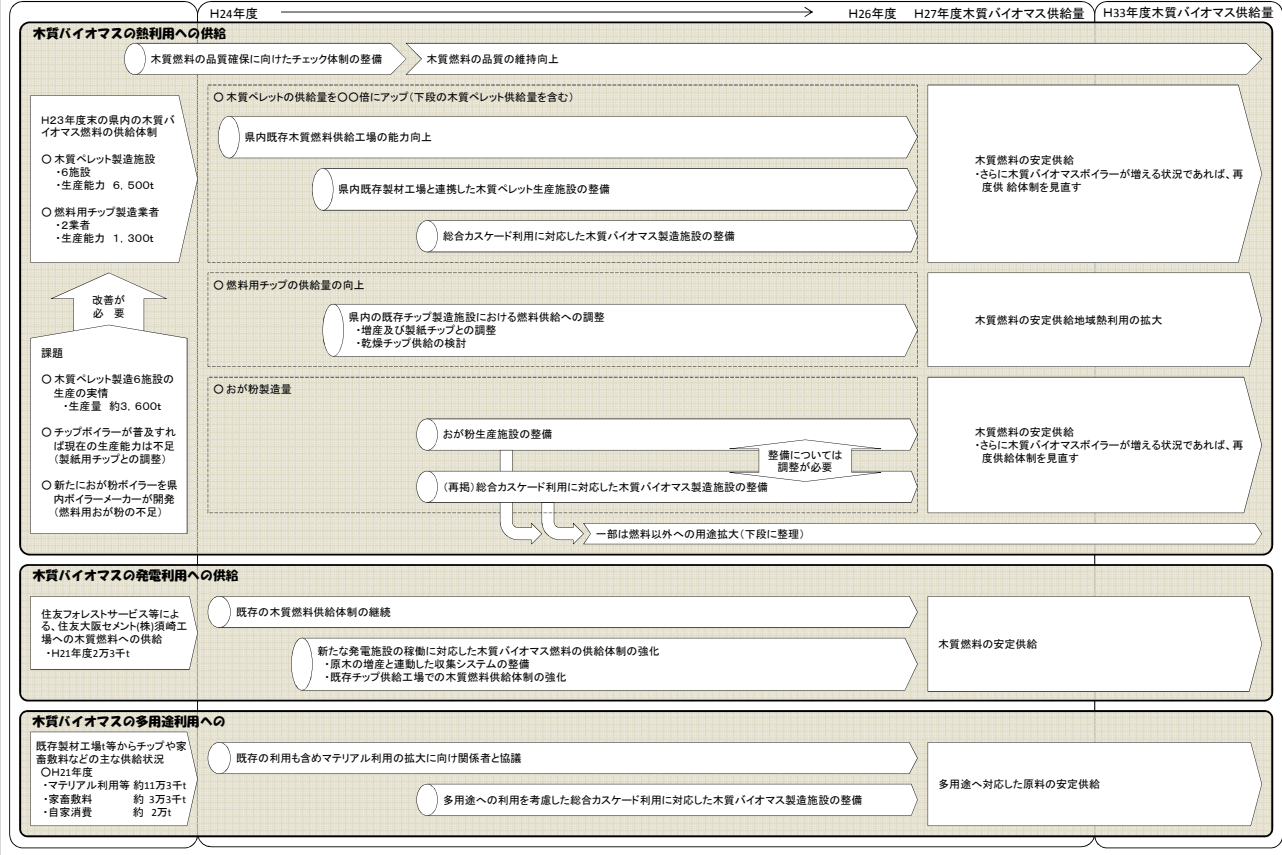 H24年度
H26年度
H27年度木質バイオマス供給量
H33年度木質バイオマス供給量
木質バイオマスの熱利用への供給
木質燃料の品質確保に向けたチェック体制の整備
木質燃料の品質の維持向上
H23年度末の県内の木質バ
イオマス燃料の供給体制
○ 木質ペレット製造施設
・6施設
・生産能力 6,500t
○ 燃料用チップ製造業者
・2業者
・生産能力 1,300t
改善が
必 要
課題
○ 木質ペレット製造6施設の
生産の実情
・生産量 約3,600t
○ チップボイラーが普及すれ
ば現在の生産能力は不足
(製紙用チップとの調整)
○ 新たにおが粉ボイラーを県
内ボイラーメーカーが開発
(燃料用おが粉の不足)
○ 木質ペレットの供給量を〇〇倍にアップ(下段の木質ペレット供給量を含む)
県内既存木質燃料供給工場の能力向上
県内既存製材工場と連携した木質ペレット生産施設の整備
総合カスケード利用に対応した木質バイオマス製造施設の整備
木質燃料の安定供給
・さらに木質バイオマスボイラーが増える状況であれば、再
度供 給体制を見直す
○ 燃料用チップの供給量の向上
県内の既存チップ製造施設における燃料供給への調整
・増産及び製紙チップとの調整
・乾燥チップ供給の検討
木質燃料の安定供給地域熱利用の拡大
○ おが粉製造量
おが粉生産施設の整備
整備については
調整が必要
(再掲)総合カスケード利用に対応した木質バイオマス製造施設の整備
木質燃料の安定供給
・さらに木質バイオマスボイラーが増える状況であれば、再
度供給体制を見直す
一部は燃料以外への用途拡大(下段に整理)
木質バイオマスの発電利用への供給
住友フォレストサービス等によ
る、住友大阪セメント(株)須崎工
場への木質燃料への供給
・H21年度2万3千t
既存の木質燃料供給体制の継続
新たな発電施設の稼働に対応した木質バイオマス燃料の供給体制の強化
・原木の増産と連動した収集システムの整備
・既存チップ供給工場での木質燃料供給体制の強化
木質燃料の安定供給
木質バイオマスの多用途利用への
既存製材工場t等からチップや家
畜敷料などの主な供給状況
○H21年度
・マテリアル利用等 約11万3千t
・家畜敷料 約 3万3千t
・自家消費 約 2万t
既存の利用も含めマテリアル利用の拡大に向け関係者と協議
多用途への利用を考慮した総合カスケード利用に対応した木質バイオマス製造施設の整備
多用途へ対応した原料の安定供給